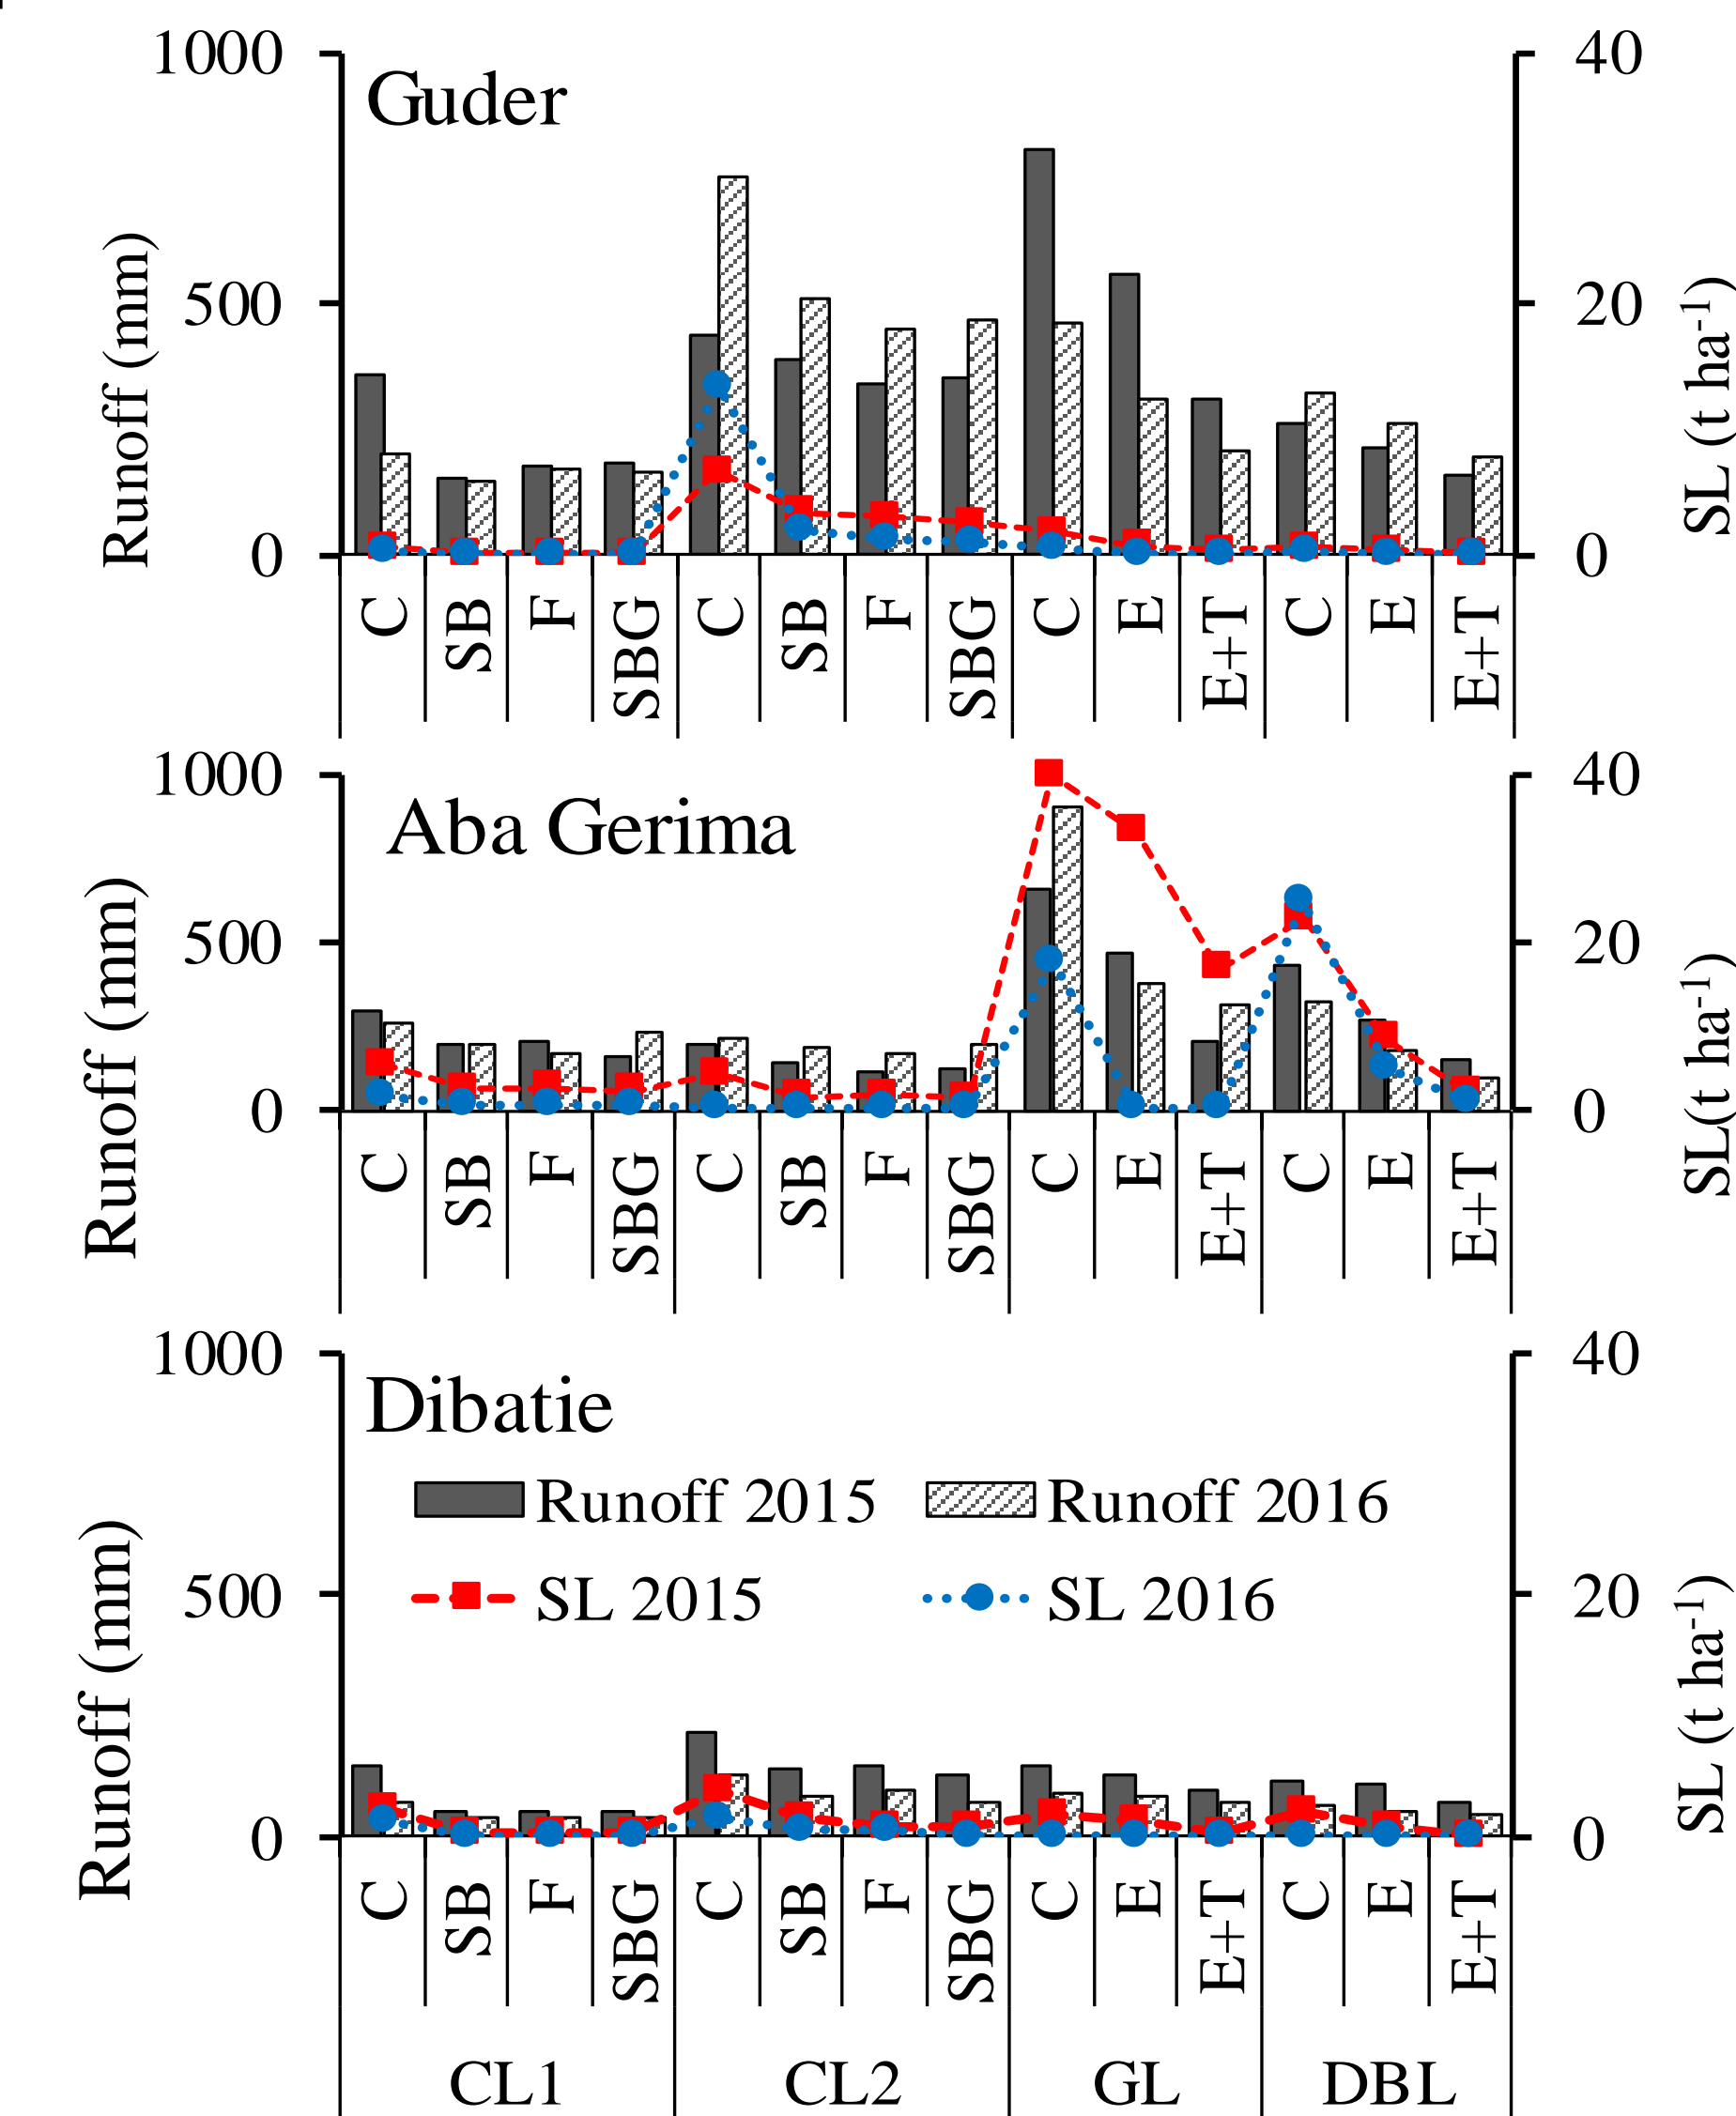 1000
40
Guder
500
20
0
0
Runoff (mm)
SL (t ha-1)
C SB F SBG C SB F SBG C E E+T C E E+T
1000
40
Aba Gerima
500
20
0
0
Runoff (mm)
SL(t ha-1)
C SB F SBG C SB F SBG C E E+T C E E+T
1000
40
Dibatie
Runoff 2015
Runoff 2016
500
20
SL 2015
SL 2016
0
0
Runoff (mm)
SL (t ha-1)
C SB F SBG C SB F SBG C E E+T C E E+T
CL1 CL2 GL DBL